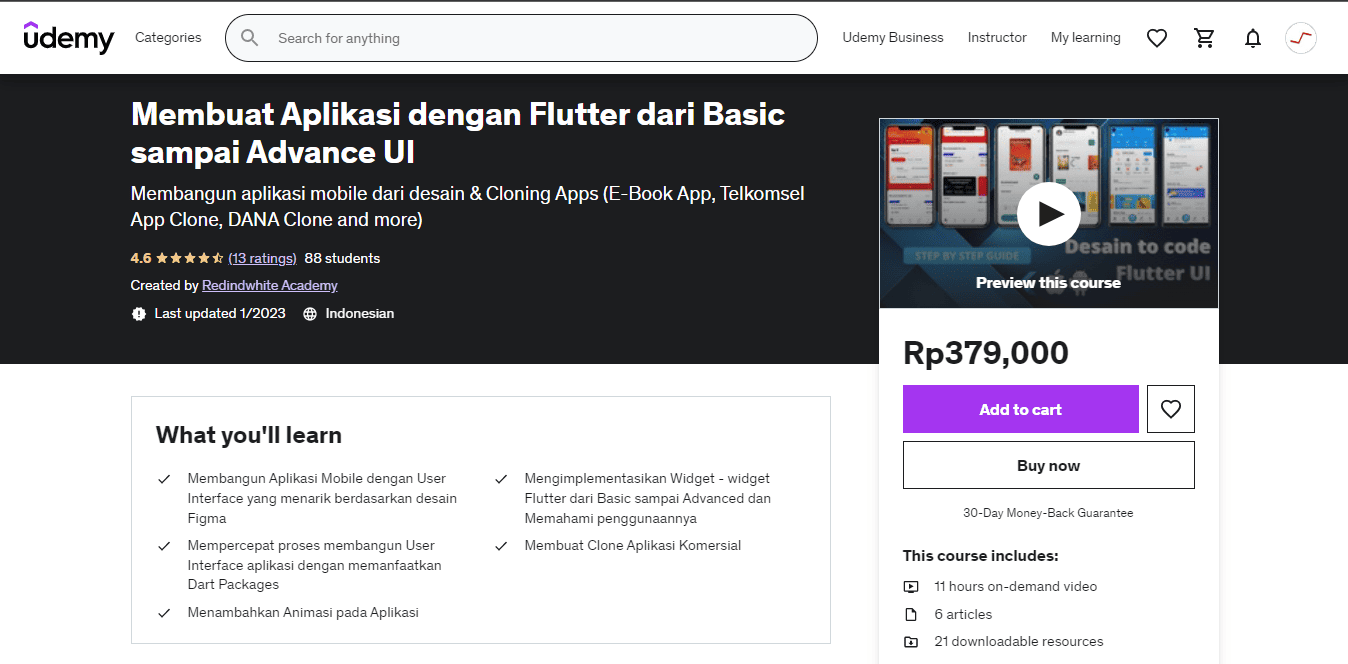 udemy
Categories
Search for anything
Udemy Business
Instructor
My learning
Membuat Aplikasi dengan Flutter dari Basic
sampai Advance UI
Membangun aplikasi mobile dari desain & Cloning Apps (E-Book App, Telkomsel
App Clone, DANA Clone and more)
4.6 (13 ratings) 88 students
Created by Redindwhite Academy
Last updated 1/2023 Indonesian
Desain to code
STEP BY STEP GUIDE
Flutter UI
Preview this course
Rp379,000
Add to cart
Buy now
30-Day Money-Back Guarantee
This course includes:
11 hours on-demand video
6 articles
21 downloadable resources
What you'll learn
Membangun Aplikasi Mobile dengan User
Interface yang menarik berdasarkan desain
Figma
Mempercepat proses membangun User
Interface aplikasi dengan memanfaatkan
Dart Packages
Menambahkan Animasi pada Aplikasi
Mengimplementasikan Widget - widget
Flutter dari Basic sampai Advanced dan
Memahami penggunaannya
Membuat Clone Aplikasi Komersial